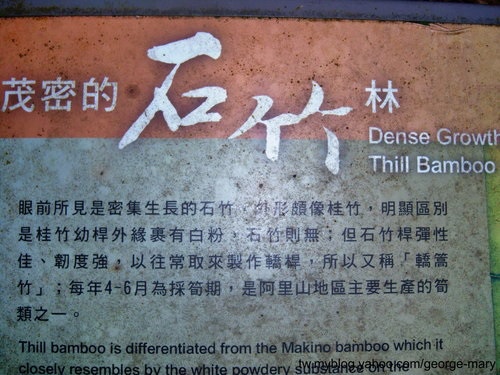 茂密的石竹林
Dense Growth
Thill Bamboo
眼前所見是密集生長的石竹，外形頗像桂竹，明顯區別
是桂竹幼桿外緣裹有白粉，石竹則無；但石竹桿彈性
佳、韌度強，以往常取來製作轎桿，所以又稱「轎篙
竹」；每年4-6月為採筍期，是阿里山地區主要生產的筍
類之一。
Thill bamboo is differentiated from the Makino bamboo which it
closely resembles by the white powdery substance on the
tw.myblog.yahoo.com/george-mary